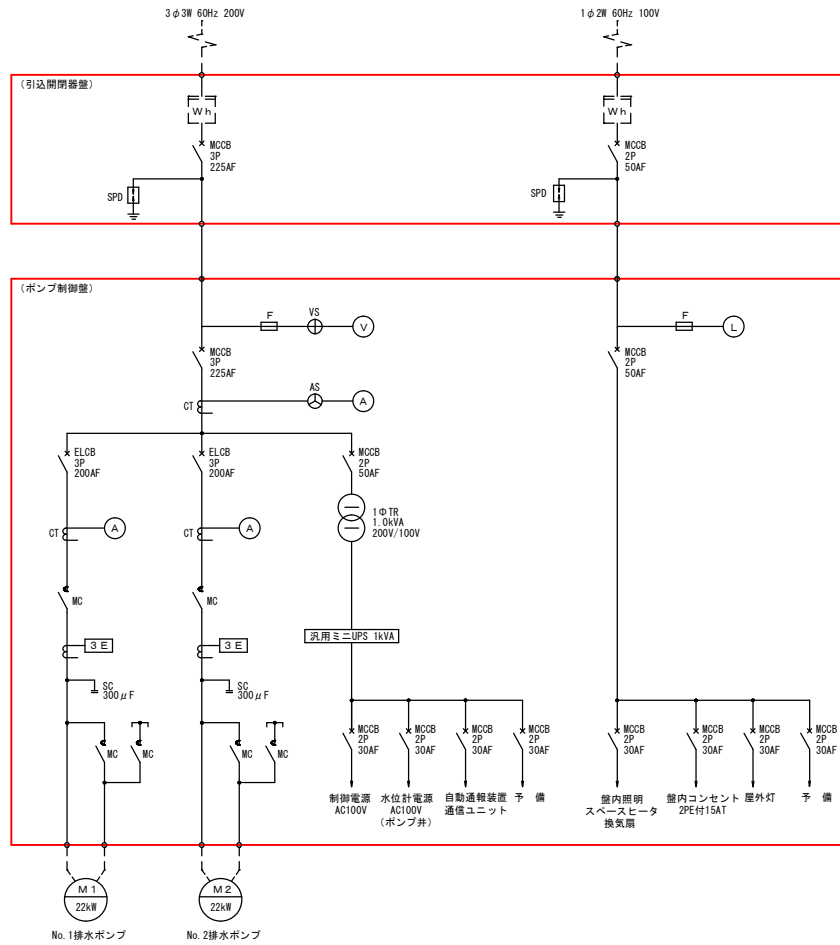 3φ3W 60Hz 200V
1φ2W 60Hz 100V
(引込開閉器盤)
Wh
Wh
MCCB
3P
225AF
MCCB
2P
50AF
SPD
SPD
(ポンプ制御盤)
F
VS
V
F
L
MCCB
3P
225AF
MCCB
2P
50AF
CT
AS
A
ELCB
3P
200AF
ELCB
3P
200AF
MCCB
2P
50AF
1ΦTR
1.0kVA
200V/100V
CT
A
CT
A
MC
MC
汎用ミニUPS 1kVA
3E
3E
SC
300μF
SC
300μF
MC
MC
MC
MC
MCCB
2P
30AF
MCCB
2P
30AF
MCCB
2P
30AF
MCCB
2P
30AF
MCCB
2P
30AF
MCCB
2P
30AF
MCCB
2P
30AF
MCCB
2P
30AF
制御電源
AC100V
水位計電源
AC100V
(ポンプ井)
自動通報装置
通信ユニット
予 備
盤内照明
スペースヒータ
換気扇
盤内コンセント
2PE付15AT
屋外灯
予 備
M1
22kW
M2
22kW
No.1排水ポンプ
No.2排水ポンプ